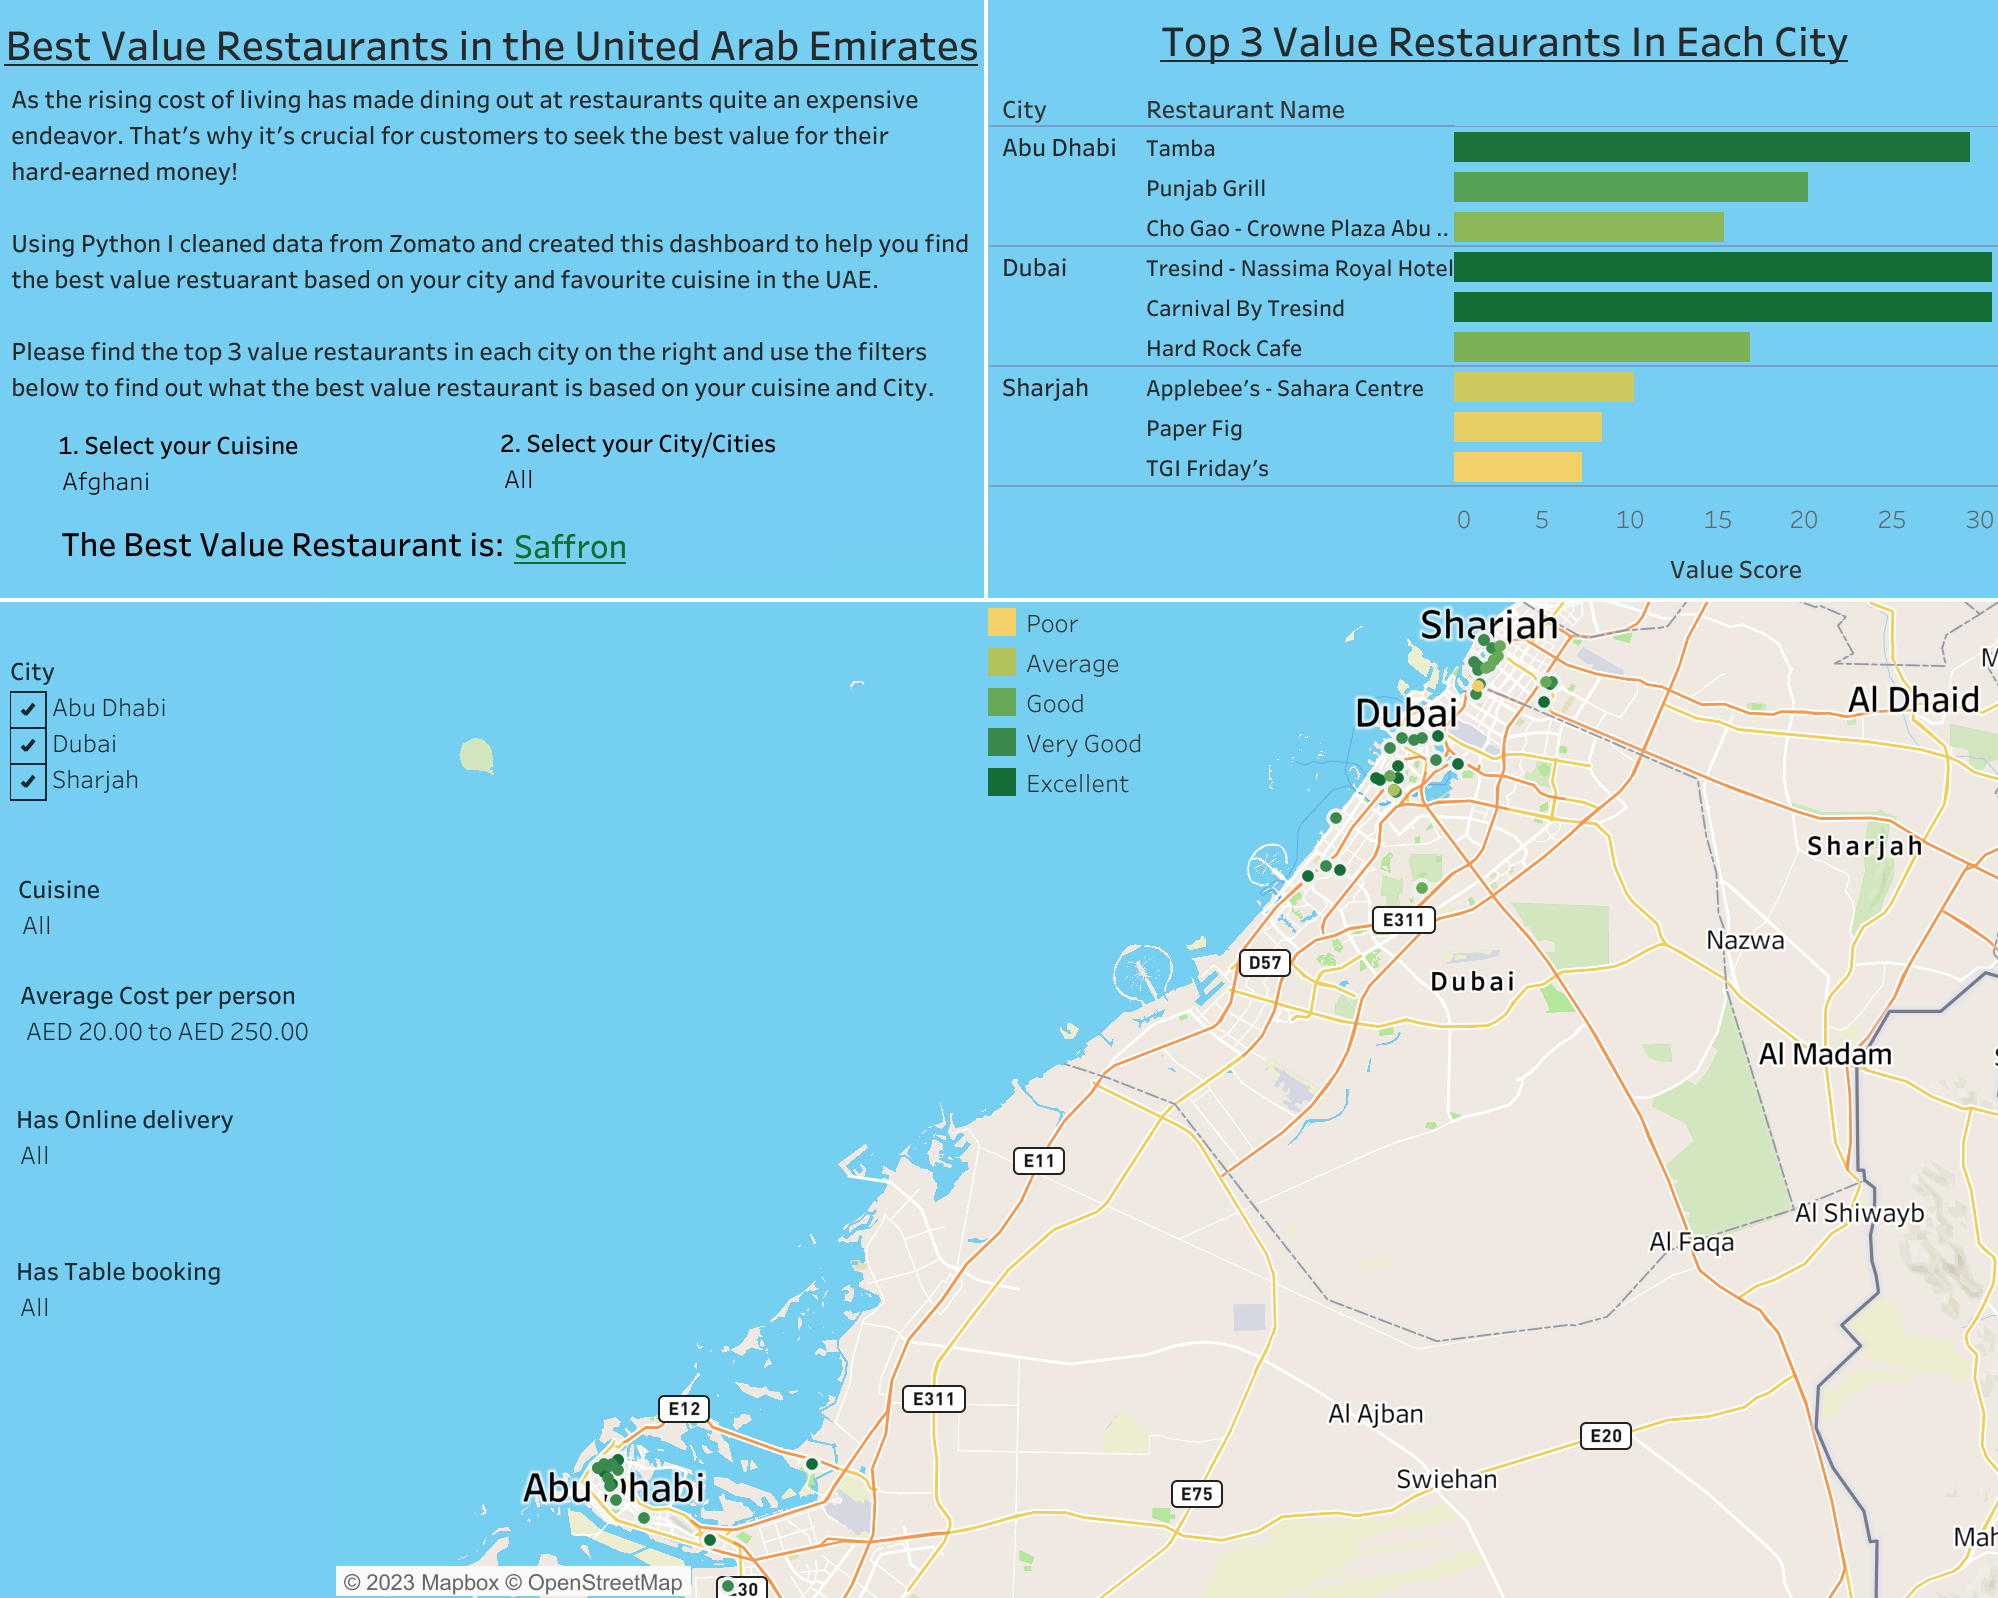 Best Value Restaurants in the United Arab Emirates
As the rising cost of living has made dining out at restaurants quite an expensive
endeavor. That's why it's crucial for customers to seek the best value for their
hard-earned money!
Using Python I cleaned data from Zomato and created this dashboard to help you find
the best value restuarant based on your city and favourite cuisine in the UAE.
Please find the top 3 value restaurants in each city on the right and use the filters
below to find out what the best value restaurant is based on your cuisine and City.
1. Select your Cuisine
Afghani
2. Select your City/Cities
All
The Best Value Restaurant is: Saffron
Top 3 Value Restaurants In Each City
City Restaurant Name
Abu Dhabi Tamba
Punjab Grill
Cho Gao - Crowne Plaza Abu ..
Dubai Tresind - Nassima Royal Hotel
Carnival By Tresind
Hard Rock Cafe
Sharjah Applebee's - Sahara Centre
Paper Fig
TGI Friday's
0 5 10 15 20 25 30
Value Score
City
Abu Dhabi
Dubai
Sharjah
Cuisine
All
Average Cost per person
AED 20.00 to AED 250.00
Has Online delivery
All
Has Table booking
All
Poor
Average
Good
Very Good
Excellent
Sharjah
Dubai
Al Dhaid
Sharjah
E311
Nazwa
D57
Dubai
Al Madam
E11
Al Shiwayb
Al Faqa
E311
E12
Al Ajban
E20
Swiehan
Abu Dhabi
E75
Mah
© 2023 Mapbox © OpenStreetMap
30